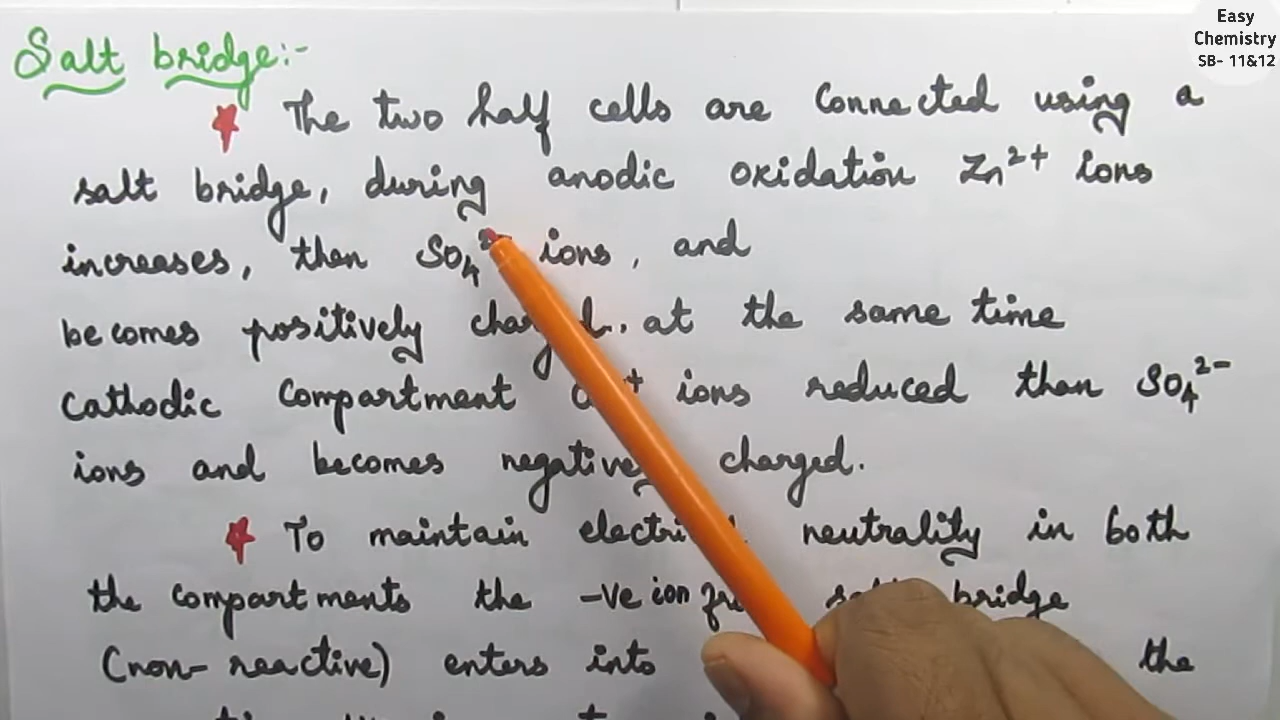 Easy
Chemistry
SB- 11&12
Salt bridge:-
The two half cells are connected using a
salt bridge, during anodic oxidation Zn²⁺ ions
increases, then SO₄ ions, and
becomes positively at the same time
cathodic compartment ions reduced then SO₄²⁻
ions and becomes charged.
To maintain neutrality in both
the compartments the -ve ion bridge
(non-reactive) enters into the